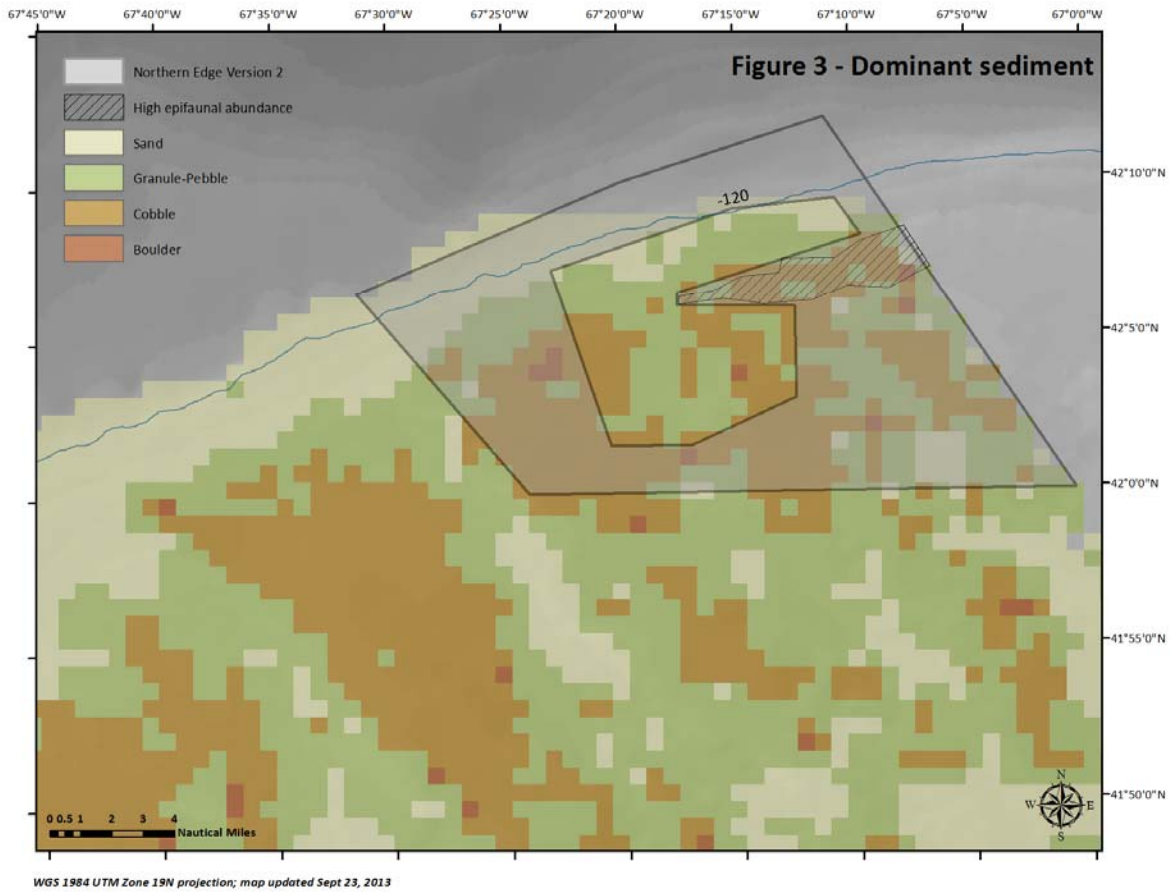 67°45'0"W 67°40'0"W 67°35'0"W 67°30'0"W 67°25'0"W 67°20'0"W 67°15'0"W 67°10'0"W 67°5'0"W 67°0'0"W
Figure 3 - Dominant sediment
Northern Edge Version 2
High epifaunal abundance
Sand
Granule-Pebble
Cobble
Boulder
-120
42°10'0"N
42°5'0"N
42°0'0"N
41°55'0"N
41°50'0"N
N
W E
S
0 0.5 1 2 3 4
Nautical Miles
WGS 1984 UTM Zone 19N projection; map updated Sept 23, 2013